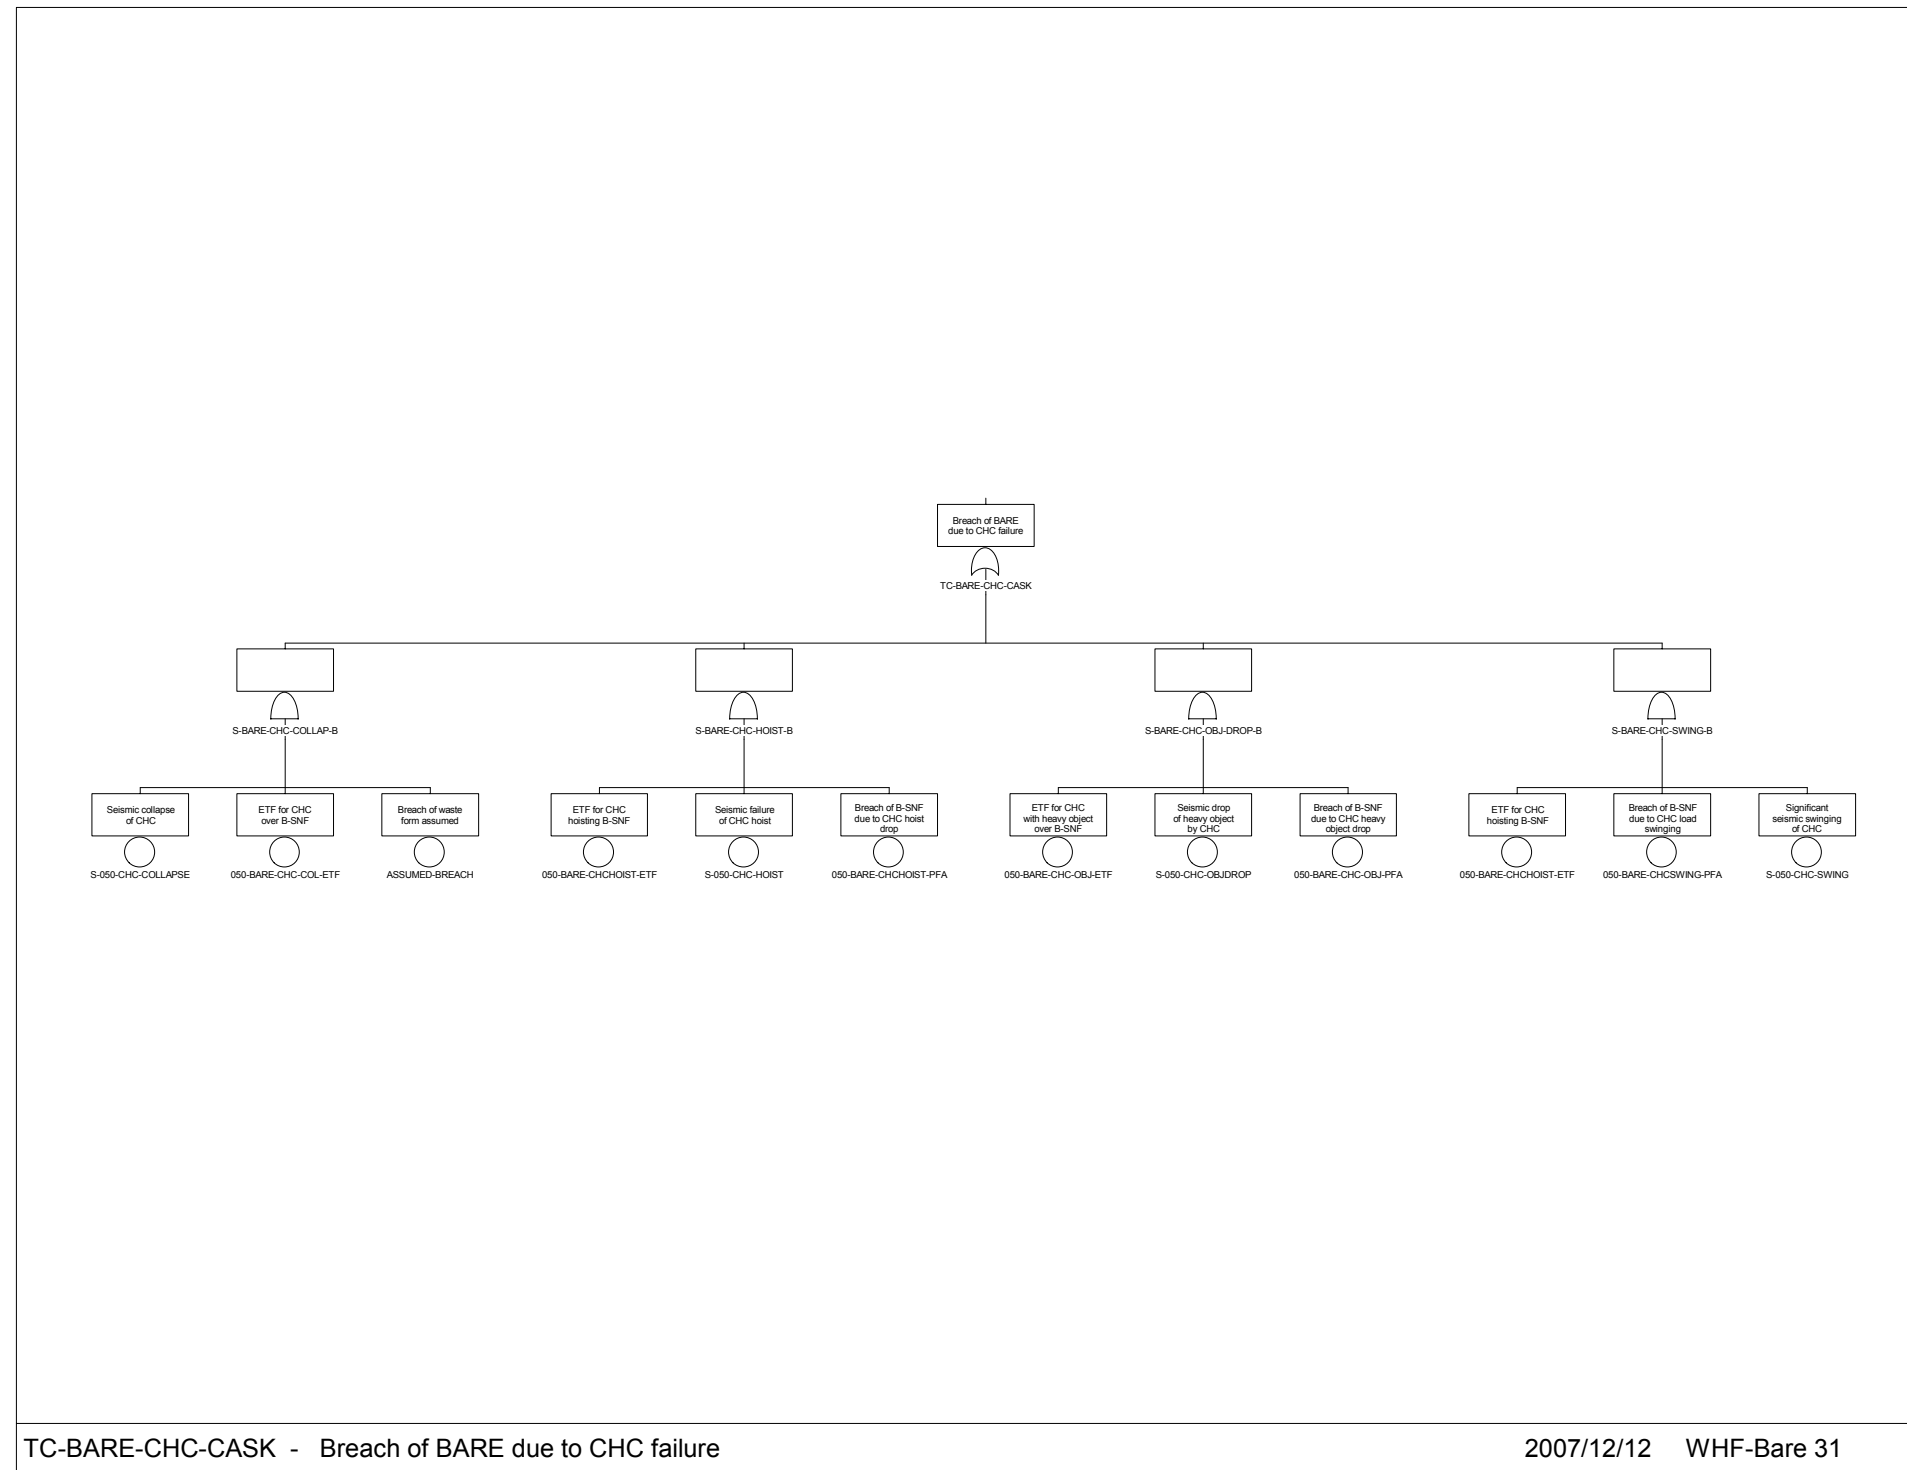 Breach of BARE
due to CHC failure
TC-BARE-CHC-CASK
S-BARE-CHC-COLLAP-B
S-BARE-CHC-HOIST-B
S-BARE-CHC-OBJ-DROP-B
S-BARE-CHC-SWING-B
Seismic collapse
of CHC
S-050-CHC-COLLAPSE
ETF for CHC
over B-SNF
050-BARE-CHC-COL-ETF
Breach of waste
form assumed
ASSUMED-BREACH
ETF for CHC
hoisting B-SNF
050-BARE-CHCHOIST-ETF
Seismic failure
of CHC hoist
S-050-CHC-HOIST
Breach of B-SNF
due to CHC hoist
drop
050-BARE-CHCHOIST-PFA
ETF for CHC
with heavy object
over B-SNF
050-BARE-CHC-OBJ-ETF
Seismic drop
of heavy object
by CHC
S-050-CHC-OBJDROP
Breach of B-SNF
due to CHC heavy
object drop
050-BARE-CHC-OBJ-PFA
ETF for CHC
hoisting B-SNF
050-BARE-CHCHOIST-ETF
Breach of B-SNF
due to CHC load
swinging
050-BARE-CHCSWING-PFA
Significant
seismic swinging
of CHC
S-050-CHC-SWING
TC-BARE-CHC-CASK - Breach of BARE due to CHC failure
2007/12/12 WHF-Bare 31